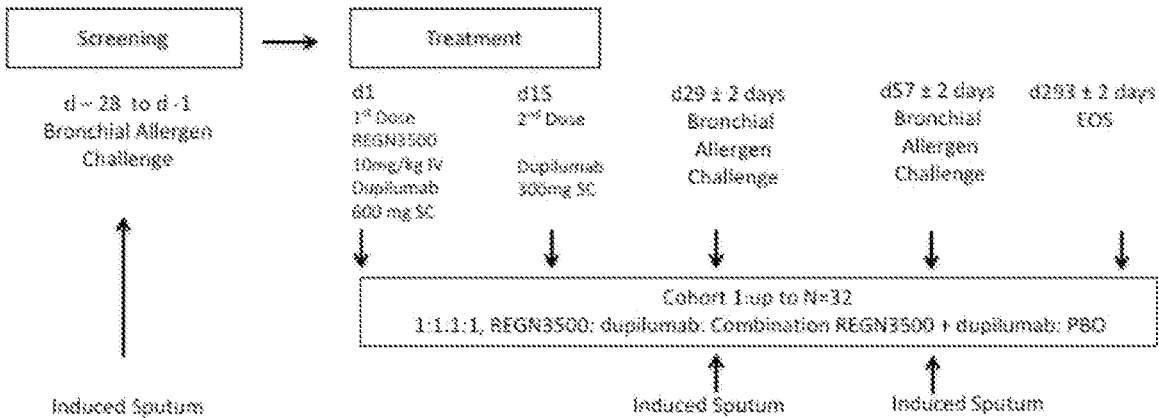 Screening
Treatment
d – 28 to d -1
Bronchial Allergen
Challenge
d1
1st Dose
REGN3500
10mg/kg IV
Dupilumab
600 mg SC
d15
2nd Dose
Dupilumab
300mg SC
d29 ± 2 days
Bronchial
Allergen
Challenge
d57 ± 2 days
Bronchial
Allergen
Challenge
d293 ± 2 days
EOS
Cohort 1:up to N=32
1:1.1:1, REGN3500: dupilumab: Combination REGN3500 + dupilumab: PBO
Induced Sputum
Induced Sputum
Induced Sputum